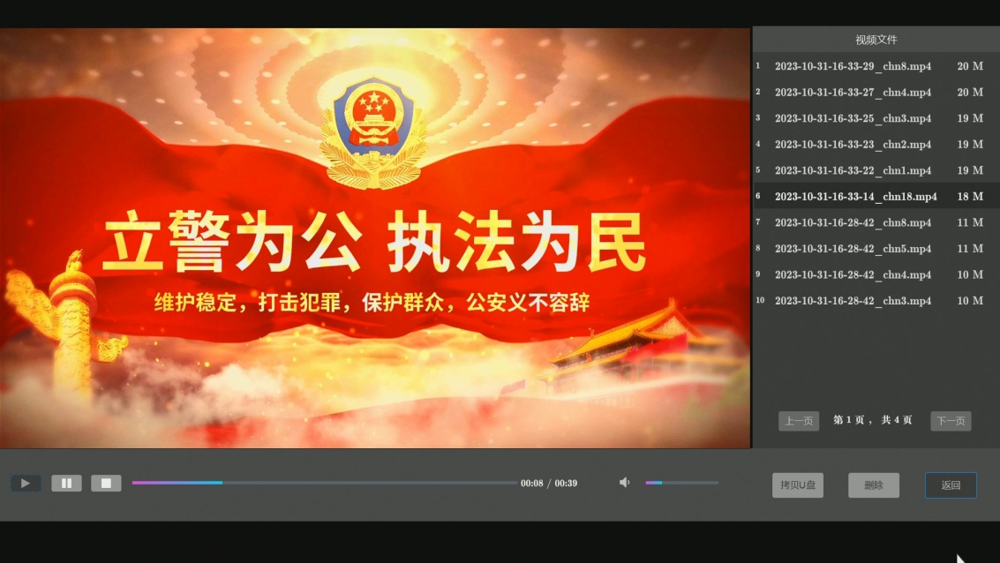 视频文件
1 2023-10-31-16-33-29_chn8.mp4 20 M
2 2023-10-31-16-33-27_chn4.mp4 20 M
3 2023-10-31-16-33-25_chn3.mp4 19 M
4 2023-10-31-16-33-23_chn2.mp4 19 M
5 2023-10-31-16-33-22_chn1.mp4 19 M
6 2023-10-31-16-33-14_chn18.mp4 18 M
7 2023-10-31-16-28-42_chn8.mp4 11 M
8 2023-10-31-16-28-42_chn5.mp4 11 M
9 2023-10-31-16-28-42_chn4.mp4 10 M
10 2023-10-31-16-28-42_chn3.mp4 10 M
立警为公 执法为民
维护稳定，打击犯罪，保护群众，公安义不容辞
上一页 第 1 页 ， 共 4 页 下一页
00:08 / 00:39
拷贝U盘 删除 返回